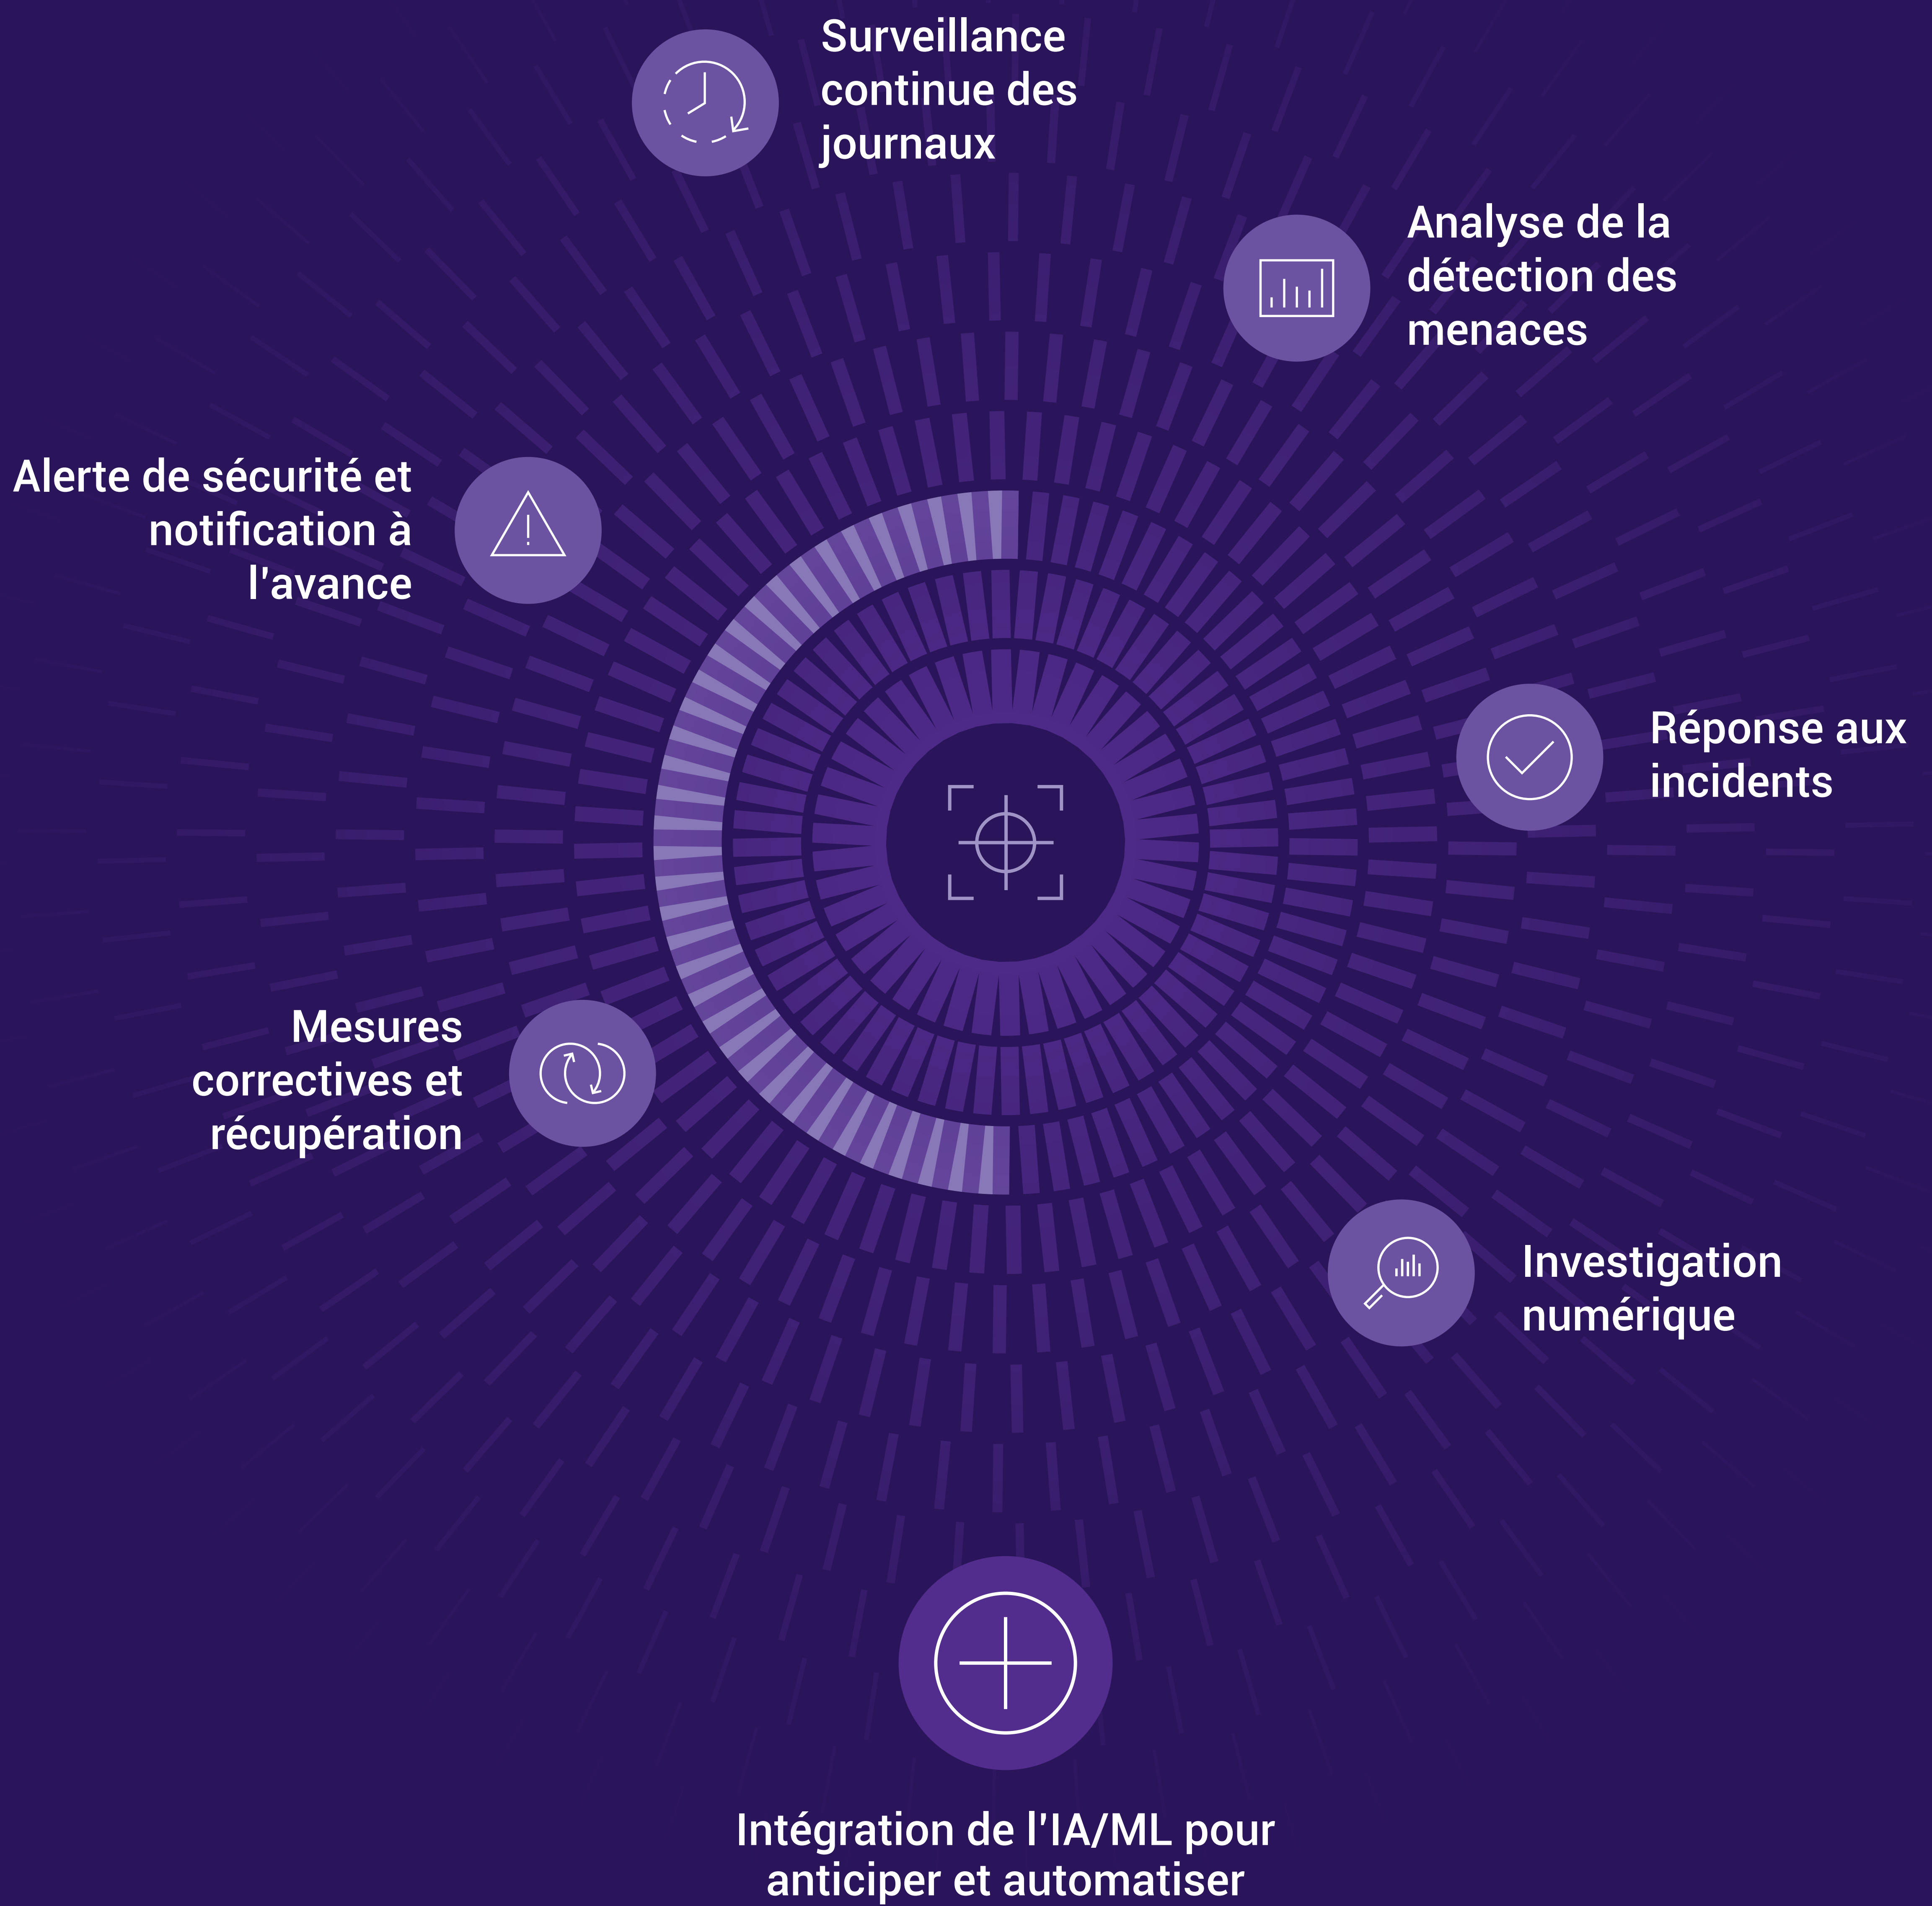 Surveillance
continue des
journaux
Analyse de la
détection des
menaces
Alerte de sécurité et
notification à
l'avance
Réponse aux
incidents
Mesures
correctives et
récupération
Investigation
numérique
Intégration de l'IA/ML pour
anticiper et automatiser